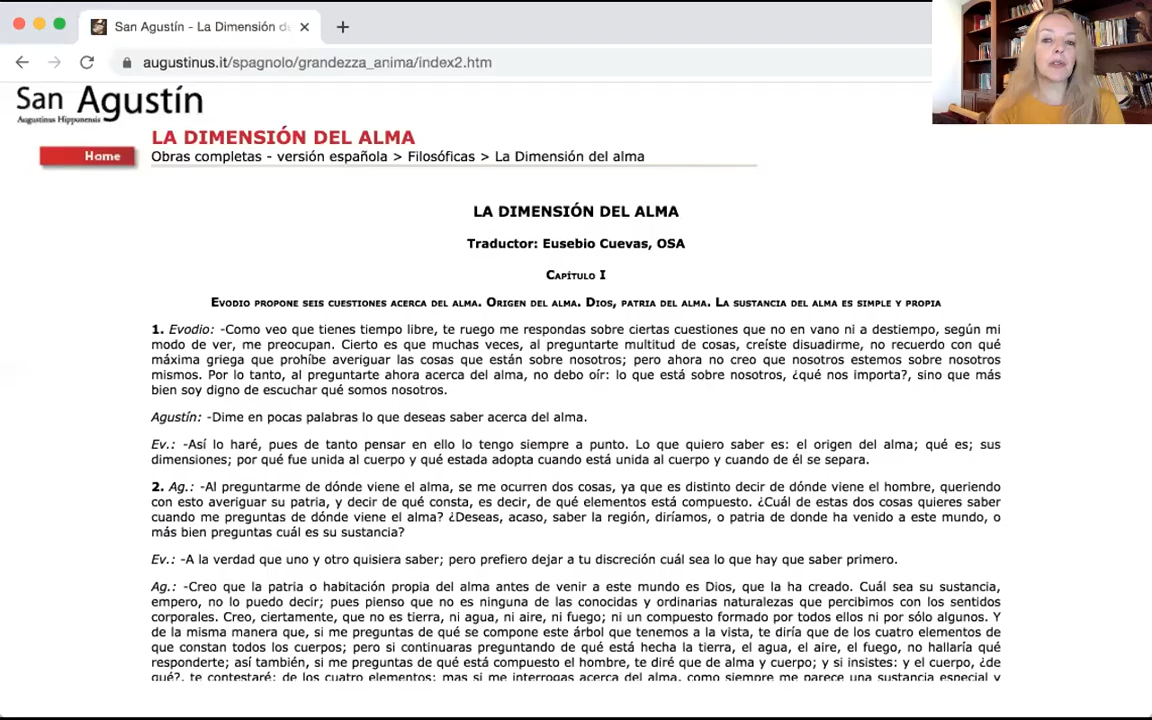 San Agustín - La Dimensión d
augustinus.it/spagnolo/grandezza_anima/index2.htm
San Agustín
Augustinus Hipponensis
LA DIMENSIÓN DEL ALMA
Home
Obras completas - versión española > Filosóficas > La Dimensión del alma
LA DIMENSIÓN DEL ALMA
Traductor: Eusebio Cuevas, OSA
Capítulo I
Evodio propone seis cuestiones acerca del alma. Origen del alma. Dios, patria del alma. La sustancia del alma es simple y propia
1. Evodio: -Como veo que tienes tiempo libre, te ruego me respondas sobre ciertas cuestiones que no en vano ni a destiempo, según mi
modo de ver, me preocupan. Cierto es que muchas veces, al preguntarte multitud de cosas, creíste disuadirme, no recuerdo con qué
máxima griega que prohíbe averiguar las cosas que están sobre nosotros; pero ahora no creo que nosotros estemos sobre nosotros
mismos. Por lo tanto, al preguntarte ahora acerca del alma, no debo oír: lo que está sobre nosotros, ¿qué nos importa?, sino que más
bien soy digno de escuchar qué somos nosotros.
Agustín: -Dime en pocas palabras lo que deseas saber acerca del alma.
Ev.: -Así lo haré, pues de tanto pensar en ello lo tengo siempre a punto. Lo que quiero saber es: el origen del alma; qué es; sus
dimensiones; por qué fue unida al cuerpo y qué estada adopta cuando está unida al cuerpo y cuando de él se separa.
2. Ag.: -Al preguntarme de dónde viene el alma, se me ocurren dos cosas, ya que es distinto decir de dónde viene el hombre, queriendo
con esto averiguar su patria, y decir de qué consta, es decir, de qué elementos está compuesto. ¿Cuál de estas dos cosas quieres saber
cuando me preguntas de dónde viene el alma? ¿Deseas, acaso, saber la región, diríamos, o patria de donde ha venido a este mundo, o
más bien preguntas cuál es su sustancia?
Ev.: -A la verdad que uno y otro quisiera saber; pero prefiero dejar a tu discreción cuál sea lo que hay que saber primero.
Ag.: -Creo que la patria o habitación propia del alma antes de venir a este mundo es Dios, que la ha creado. Cuál sea su sustancia,
empero, no lo puedo decir; pues pienso que no es ninguna de las conocidas y ordinarias naturalezas que percibimos con los sentidos
corporales. Creo, ciertamente, que no es tierra, ni agua, ni aire, ni fuego; ni un compuesto formado por todos ellos ni por sólo algunos. Y
de la misma manera que, si me preguntas de qué se compone este árbol que tenemos a la vista, te diría que de los cuatro elementos de
que constan todos los cuerpos; pero si continuaras preguntando de qué está hecha la tierra, el agua, el aire, el fuego, no hallaría qué
responderte; así también, si me preguntas de qué está compuesto el hombre, te diré que de alma y cuerpo; y si insistes: y el cuerpo, ¿de
qué?, te contestaré: de los cuatro elementos; mas si me interrogas acerca del alma, como siempre me parece una sustancia especial y